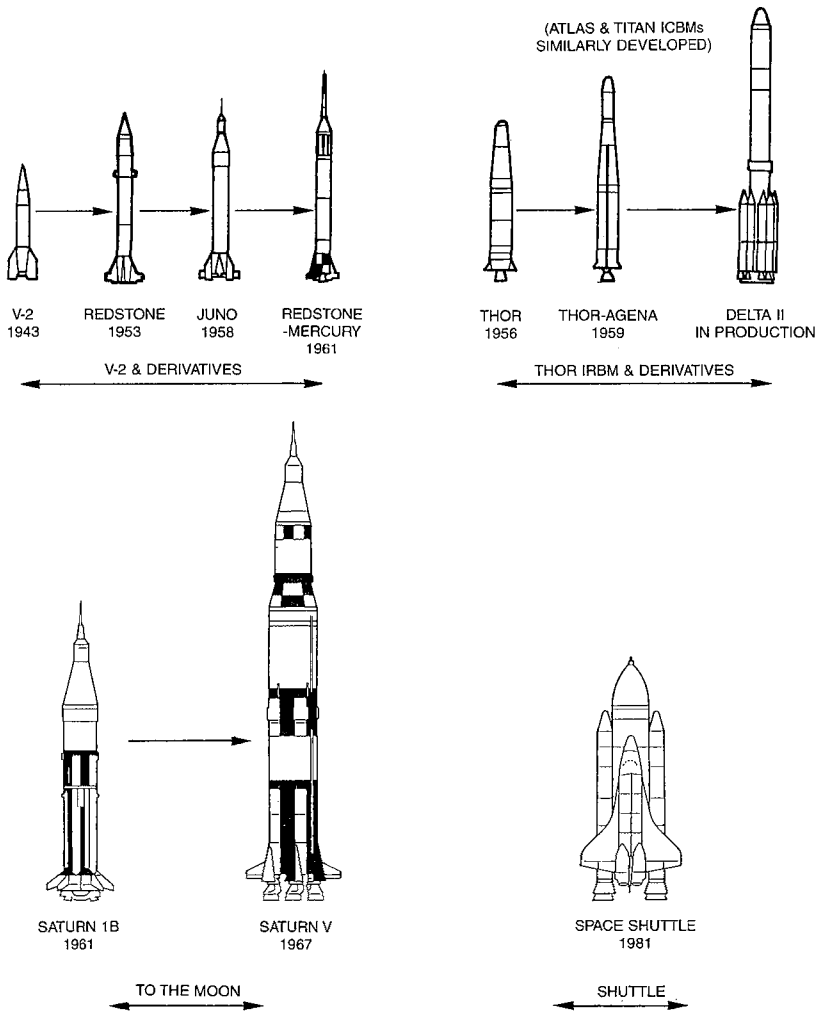 (ATLAS & TITAN ICBMs
SIMILARLY DEVELOPED)
V-2
1943
REDSTONE
1953
JUNO
1958
REDSTONE
-MERCURY
1961
THOR
1956
THOR-AGENA
1959
DELTA II
IN PRODUCTION
V-2 & DERIVATIVES
THOR IRBM & DERIVATIVES
SATURN 1B
1961
SATURN V
1967
SPACE SHUTTLE
1981
TO THE MOON
SHUTTLE